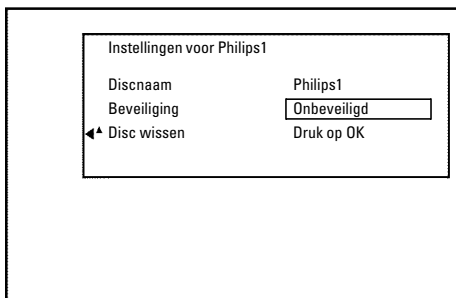 Instellingen voor Philips1
Discnaam Philips1
Beveiliging Onbeveiligd
Disc wissen Druk op OK